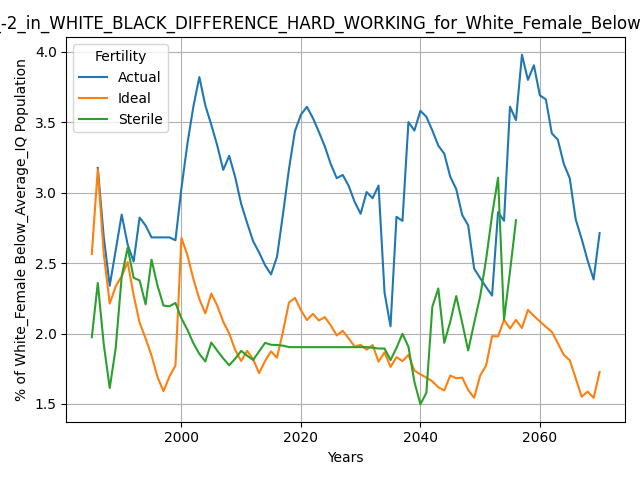 -2_in_WHITE_BLACK_DIFFERENCE_HARD_WORKING_for_White_Female_Below
Fertility
Actual
Ideal
Sterile
% of White_Female Below_Average_IQ Population
4.0
3.5
3.0
2.5
2.0
1.5
2000
2020
2040
2060
Years